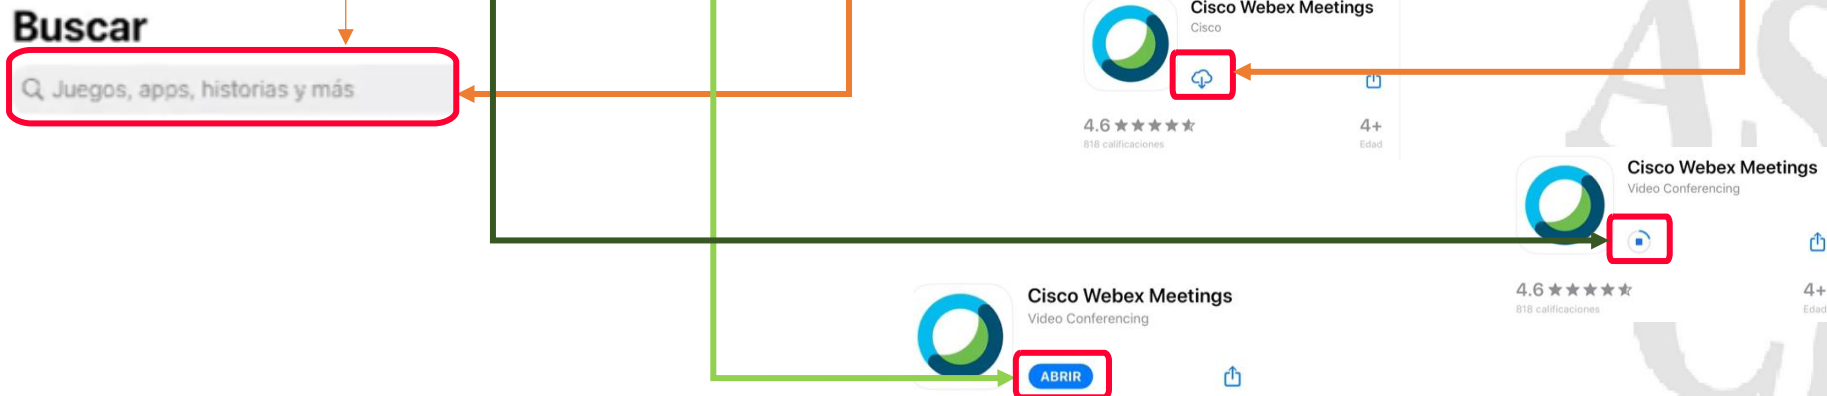 Buscar
Juegos, apps, historias y más
Cisco Webex Meetings
Cisco
4.6
4+
818 calificaciones
Edad
Cisco Webex Meetings
Video Conferencing
4.6
4+
818 calificaciones
Edad
Cisco Webex Meetings
Video Conferencing
ABRIR